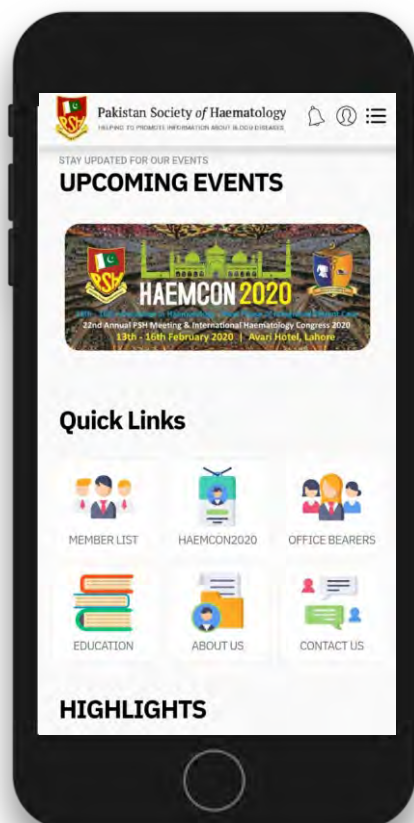 PSH
Pakistan Society of Haematology
HELPING TO PROMOTE INFORMATION ABOUT BLOOD DISEASES
STAY UPDATED FOR OUR EVENTS
UPCOMING EVENTS
PSH
HAEMCON 2020
22nd Annual PSH Meeting & International Haematology Congress 2020
13th - 16th February 2020 | Avari Hotel, Lahore
Quick Links
MEMBER LIST
HAEMCON2020
OFFICE BEARERS
EDUCATION
ABOUT US
CONTACT US
HIGHLIGHTS